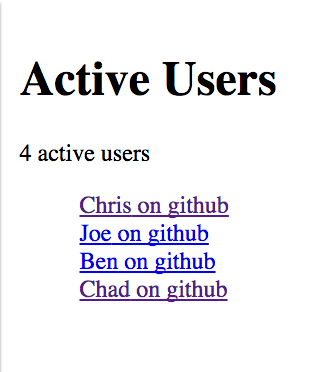 Active Users
4 active users
Chris on github
Joe on github
Ben on github
Chad on github